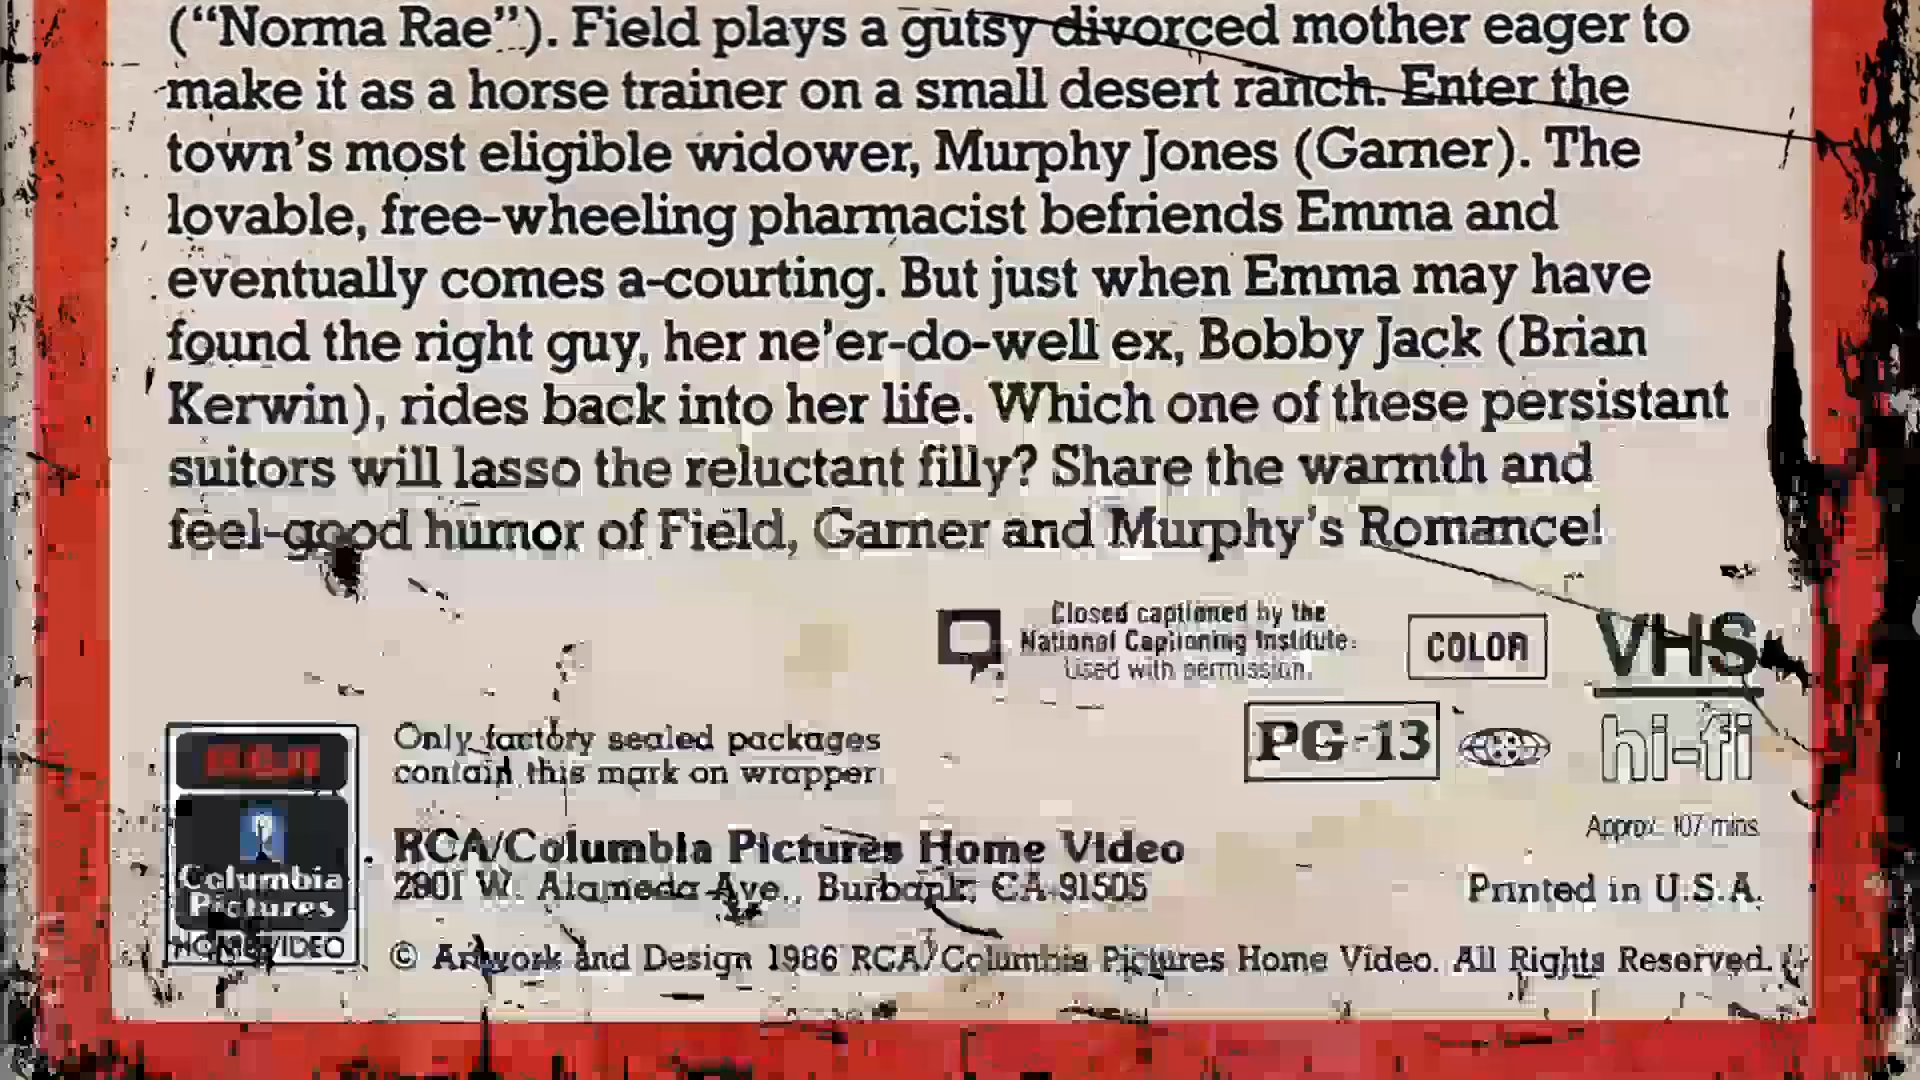 ("Norma Rae"). Field plays a gutsy divorced mother eager to
make it as a horse trainer on a small desert ranch. Enter the
town's most eligible widower, Murphy Jones (Garner). The
lovable, free-wheeling pharmacist befriends Emma and
eventually comes a-courting. But just when Emma may have
found the right guy, her ne'er-do-well ex, Bobby Jack (Brian
Kerwin), rides back into her life. Which one of these persistant
suitors will lasso the reluctant filly? Share the warmth and
feel-good humor of Field, Garner and Murphy's Romance!
Closed captioned by the
National Captioning Institute.
Used with permission.
COLOR
VHS
PG-13
hi-fi
Only factory sealed packages
contain this mark on wrapper
Approx. 107 mins.
RCA
Columbia
Pictures
HOME VIDEO
RCA/Columbia Pictures Home Video
2901 W. Alameda Ave., Burbank, CA 91505
Printed in U.S.A.
© Artwork and Design 1986 RCA/Columbia Pictures Home Video. All Rights Reserved.